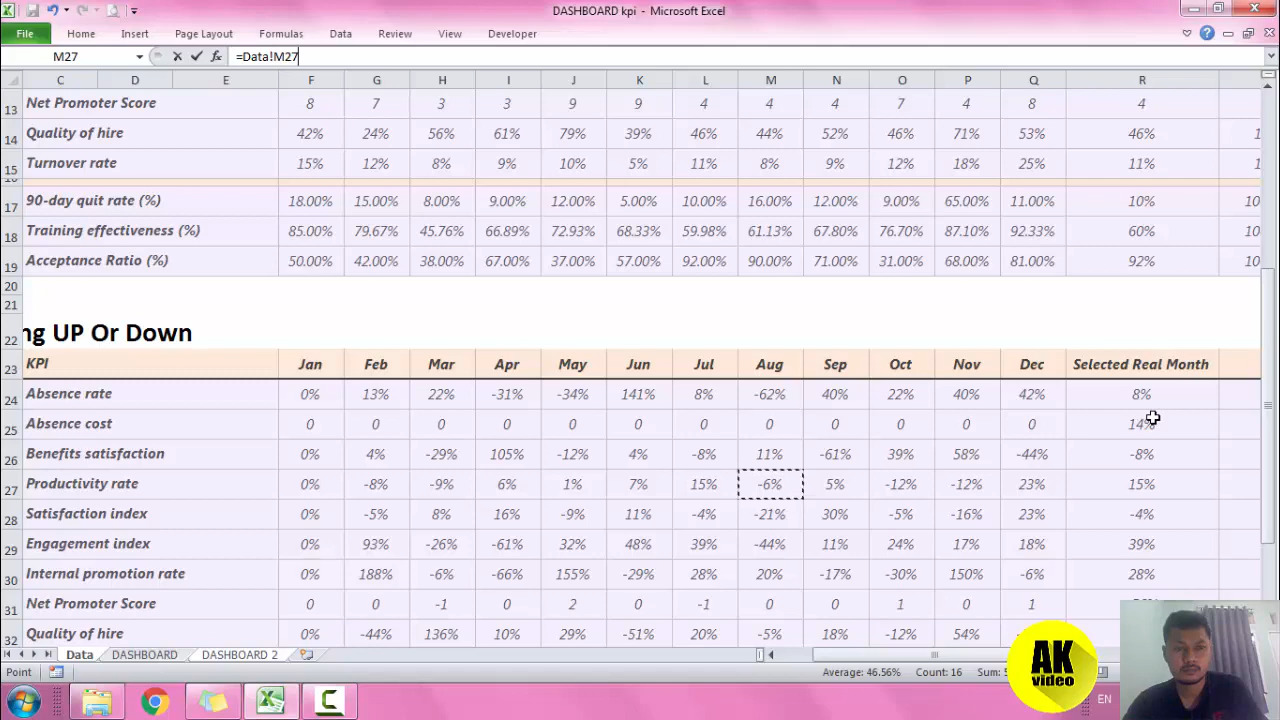 DASHBOARD kpi - Microsoft Excel
File Home Insert Page Layout Formulas Data Review View Developer
M27 fx =Data!M27
C D E F G H I J K L M N O P Q R
13 Net Promoter Score 8 7 3 3 9 9 4 4 4 7 4 8 4
14 Quality of hire 42% 24% 56% 61% 79% 39% 46% 44% 52% 46% 71% 53% 46% 1
15 Turnover rate 15% 12% 8% 9% 10% 5% 11% 8% 9% 12% 18% 25% 11% 1
17 90-day quit rate (%) 18.00% 15.00% 8.00% 9.00% 12.00% 5.00% 10.00% 16.00% 12.00% 9.00% 65.00% 11.00% 10% 10
18 Training effectiveness (%) 85.00% 79.67% 45.76% 66.89% 72.93% 68.33% 59.98% 61.13% 67.80% 76.70% 87.10% 92.33% 60% 10
19 Acceptance Ratio (%) 50.00% 42.00% 38.00% 67.00% 37.00% 57.00% 92.00% 90.00% 71.00% 31.00% 68.00% 81.00% 92% 10
20
21
22 ng UP Or Down
23 KPI Jan Feb Mar Apr May Jun Jul Aug Sep Oct Nov Dec Selected Real Month
24 Absence rate 0% 13% 22% -31% -34% 141% 8% -62% 40% 22% 40% 42% 8%
25 Absence cost 0 0 0 0 0 0 0 0 0 0 0 0 14%
26 Benefits satisfaction 0% 4% -29% 105% -12% 4% -8% 11% -61% 39% 58% -44% -8%
27 Productivity rate 0% -8% -9% 6% 1% 7% 15% -6% 5% -12% -12% 23% 15%
28 Satisfaction index 0% -5% 8% 16% -9% 11% -4% -21% 30% -5% -16% 23% -4%
29 Engagement index 0% 93% -26% -61% 32% 48% 39% -44% 11% 24% 17% 18% 39%
30 Internal promotion rate 0% 188% -6% -66% 155% -29% 28% 20% -17% -30% 150% -6% 28%
31 Net Promoter Score 0 0 -1 0 2 0 -1 0 0 1 0 1
32 Quality of hire 0% -44% 136% 10% 29% -51% 20% -5% 18% -12% 54%
Data DASHBOARD DASHBOARD 2
Point Average: 46.56% Count: 16 Sum:
AK
video
EN